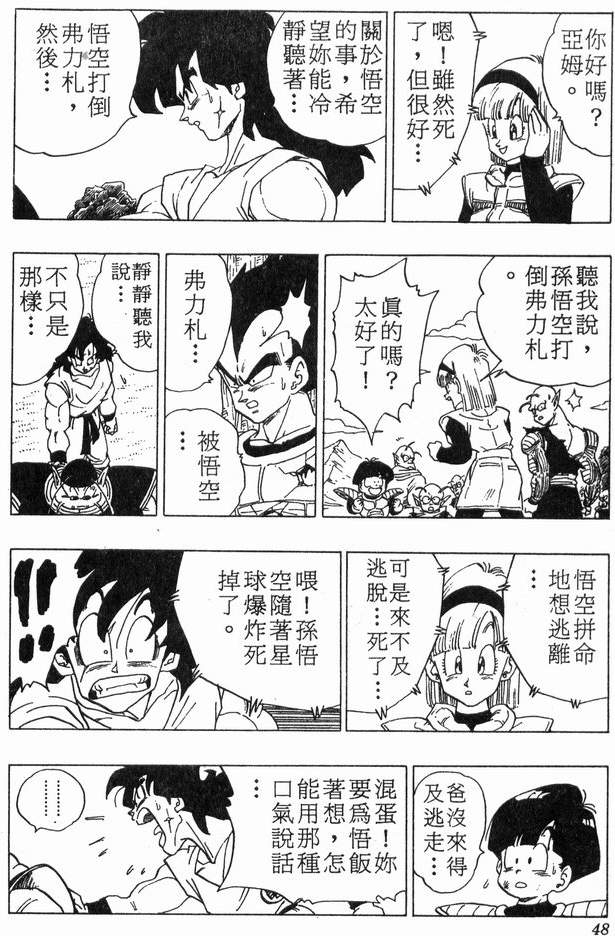 你好嗎？
亞姆。
嗯！雖然死
了，但很好…
關於悟空
的事，希
望妳能冷
靜聽著…
悟空打倒
弗力札，
然後…
聽我說，
孫悟空打
倒弗力札
。
眞的嗎？
太好了！
弗力札
…
被悟空
…
靜靜聽我
說…
不只是
那樣…
悟空拼命
地想逃離
…
可是來不及
逃脫…死了…
喂！孫悟
空隨著星
球爆炸死
掉了。
!!
爸沒來得
及逃走…
混蛋！妳
要爲悟飯
著想，怎
能用那種
口氣說話
…
……
48